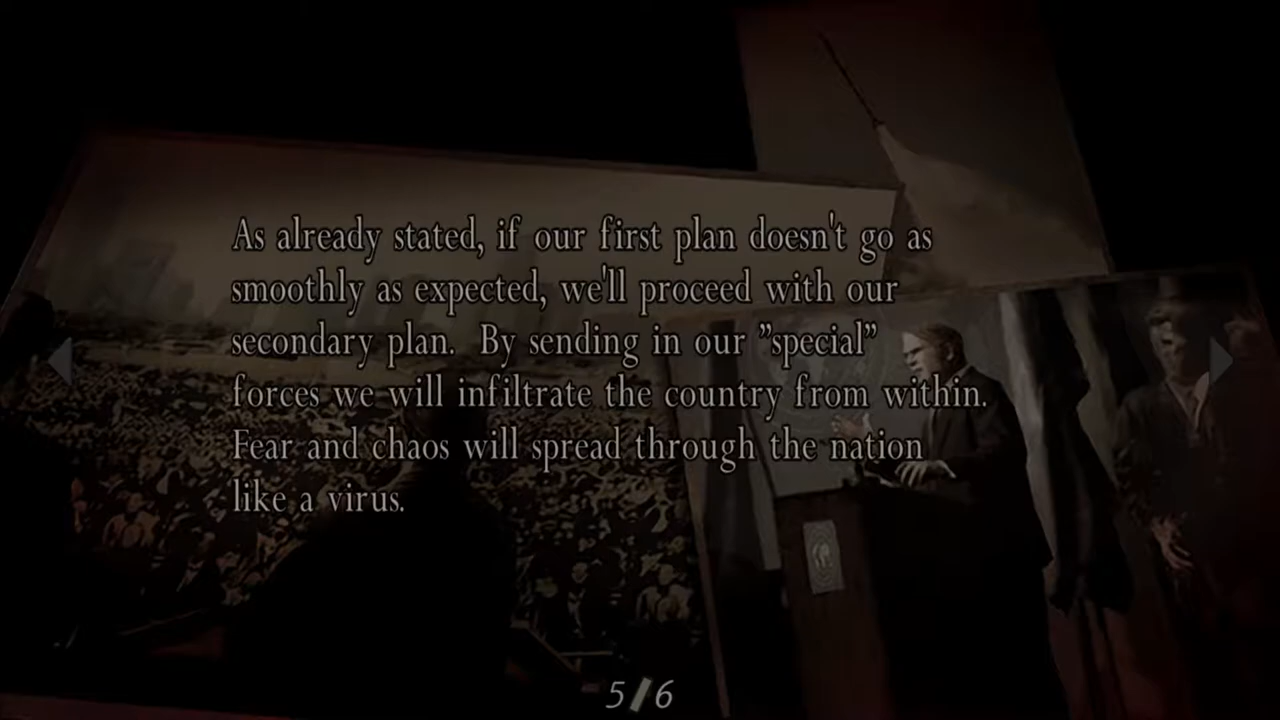 As already stated, if our first plan doesn't go as
smoothly as expected, we'll proceed with our
secondary plan.  By sending in our ”special”
forces we will infiltrate the country from within.
Fear and chaos will spread through the nation
like a virus.
5/6